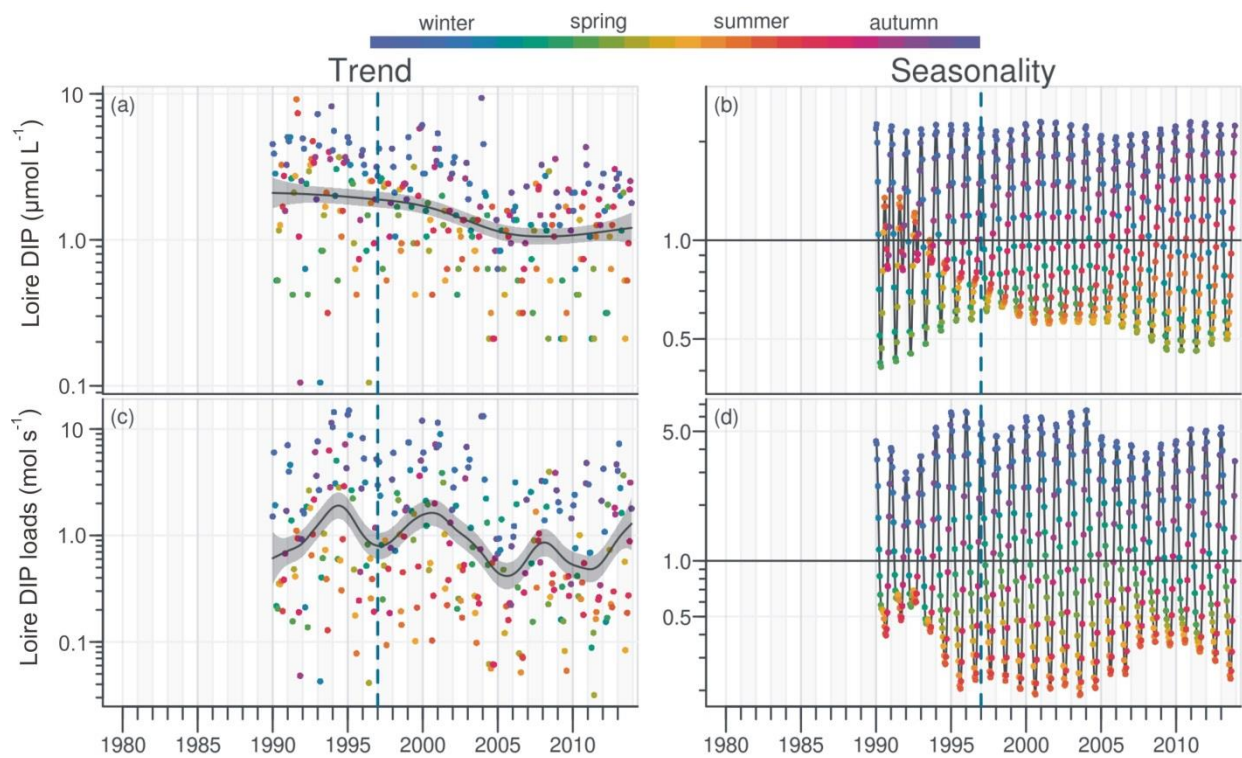 winter spring summer autumn
Trend Seasonality
(a) (b)
Loire DIP (µmol L⁻¹)
10
1.0
0.1
1.0
0.5
(c) (d)
Loire DIP loads (mol s⁻¹)
10
1.0
0.1
5.0
1.0
0.5
1980 1985 1990 1995 2000 2005 2010 1980 1985 1990 1995 2000 2005 2010